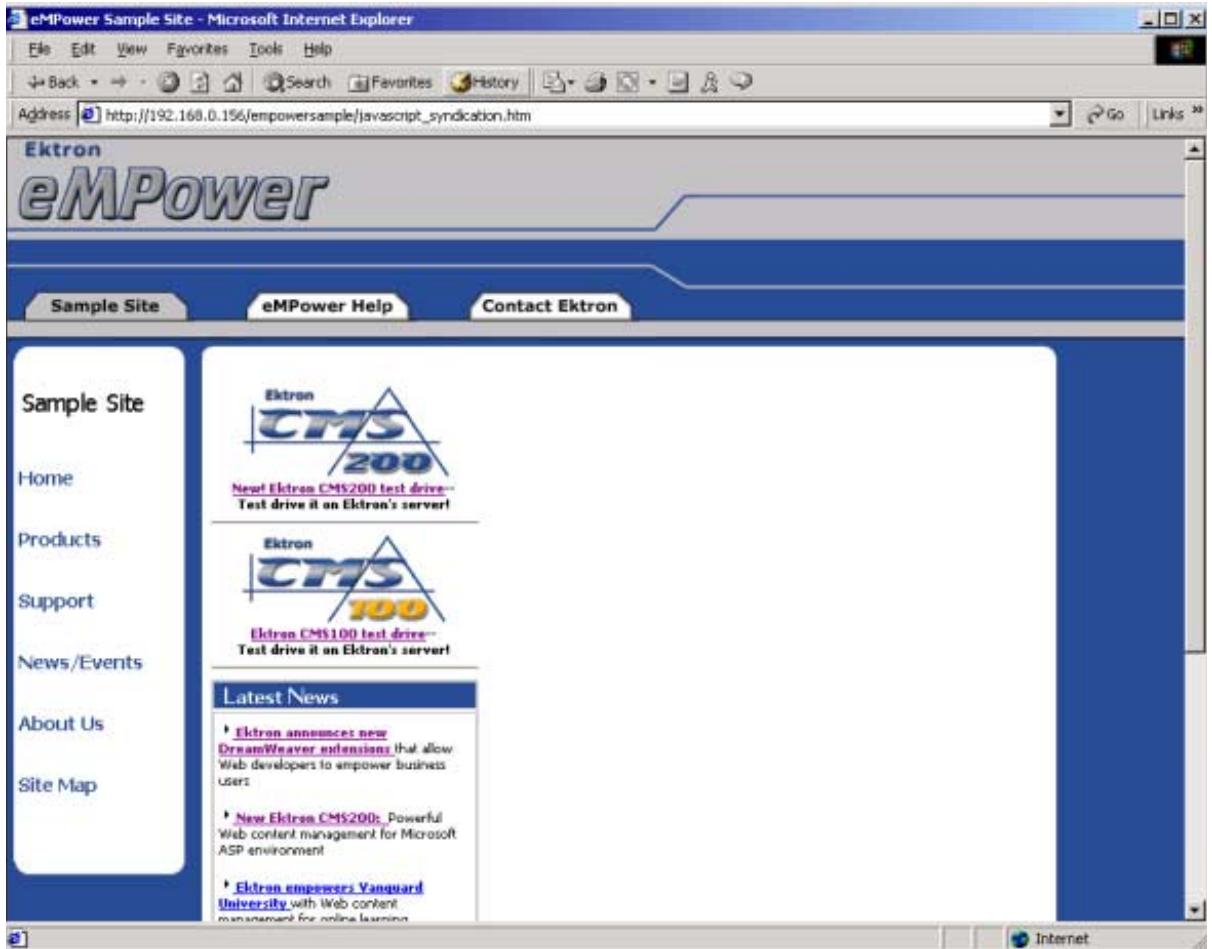 eMPower Sample Site - Microsoft Internet Explorer
File Edit View Favorites Tools Help
Back Search Favorites History
Address http://192.168.0.156/empowersample/javascript_syndication.htm Go Links »
Ektron
eMPower
Sample Site eMPower Help Contact Ektron
Sample Site
Home
Products
Support
News/Events
About Us
Site Map
Ektron
CMS
200
New! Ektron CMS200 test drive--
Test drive it on Ektron's server!
Ektron
CMS
100
Ektron CMS100 test drive--
Test drive it on Ektron's server!
Latest News
Ektron announces new
DreamWeaver extensions that allow
Web developers to empower business
users
New Ektron CMS200: Powerful
Web content management for Microsoft
ASP environment
Ektron empowers Vanguard
University with Web content
management for online learning
Internet